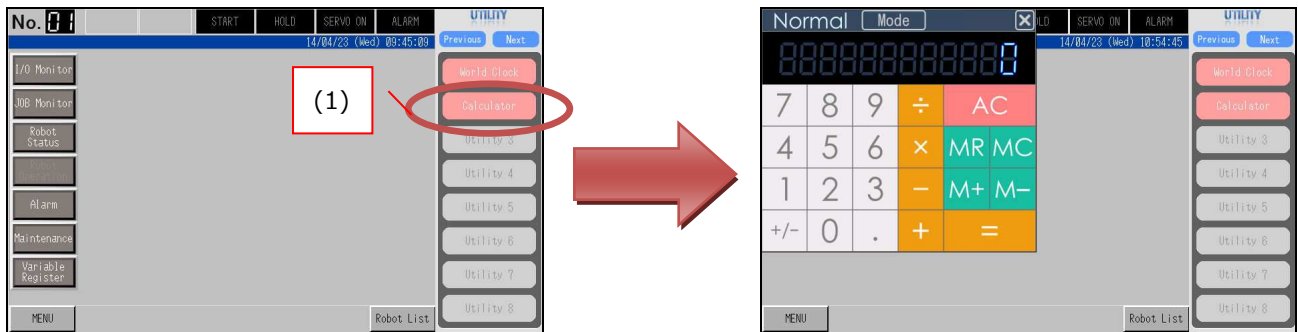 No. 01 START HOLD SERVO ON ALARM UTILITY
14/04/23 (Wed) 09:45:09 Previous Next
I/O Monitor
JOB Monitor
Robot
Status
Alarm
Maintenance
Variable
Register
MENU
Robot List
(1)
World Clock
Calculator
Utility 3
Utility 4
Utility 5
Utility 6
Utility 7
Utility 8
Normal Mode X LD SERVO ON ALARM UTILITY
14/04/23 (Wed) 10:54:45 Previous Next
0
7 8 9 ÷ AC
4 5 6 × MR MC
1 2 3 − M+ M−
+/− 0 . + =
MENU
Robot List
World Clock
Calculator
Utility 3
Utility 4
Utility 5
Utility 6
Utility 7
Utility 8